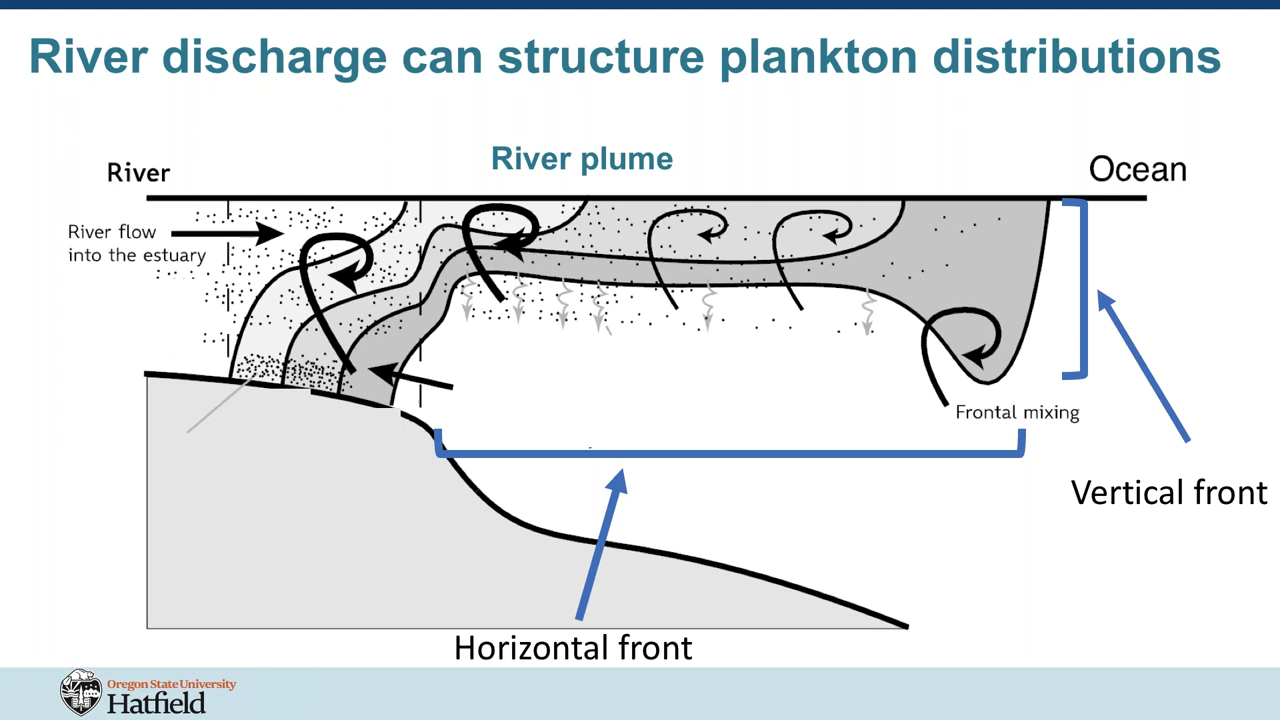 River discharge can structure plankton distributions
River plume
River
Ocean
River flow
into the estuary
Frontal mixing
Vertical front
Horizontal front
Oregon State University
Hatfield